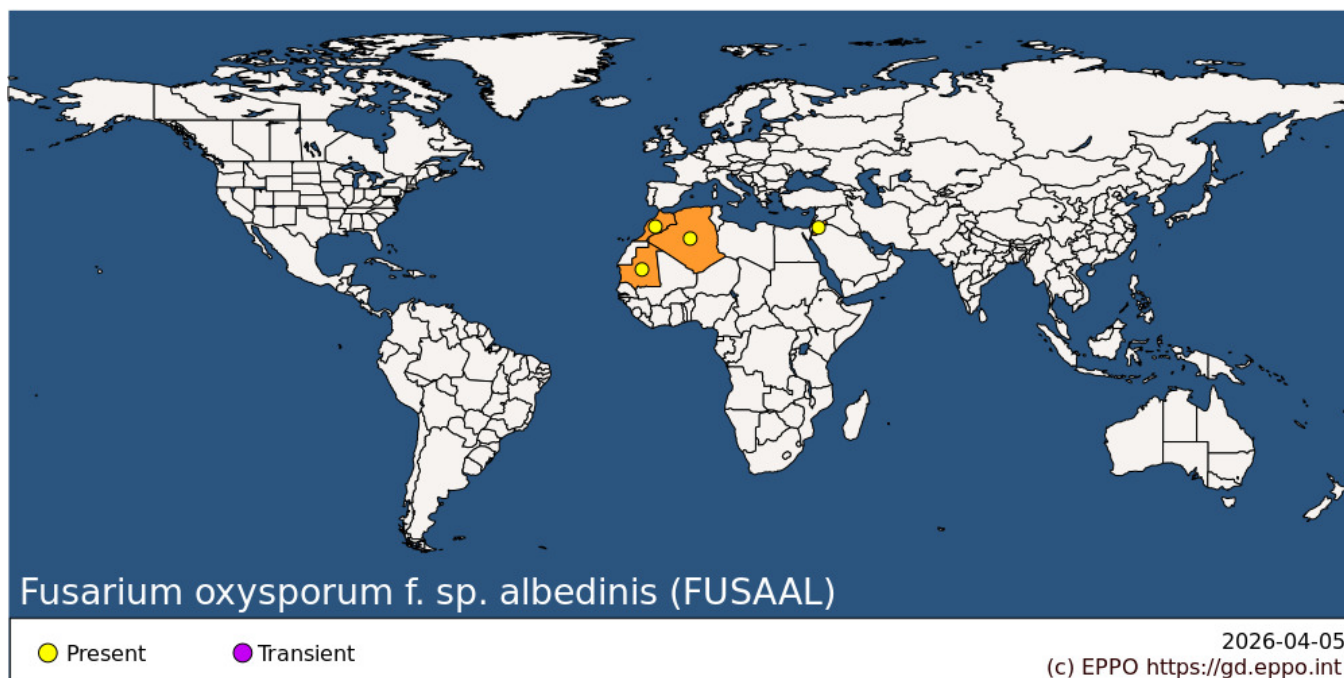 Fusarium oxysporum f. sp. albedinis (FUSAAL)
Present
Transient
2026-04-05
(c) EPPO https://gd.eppo.int